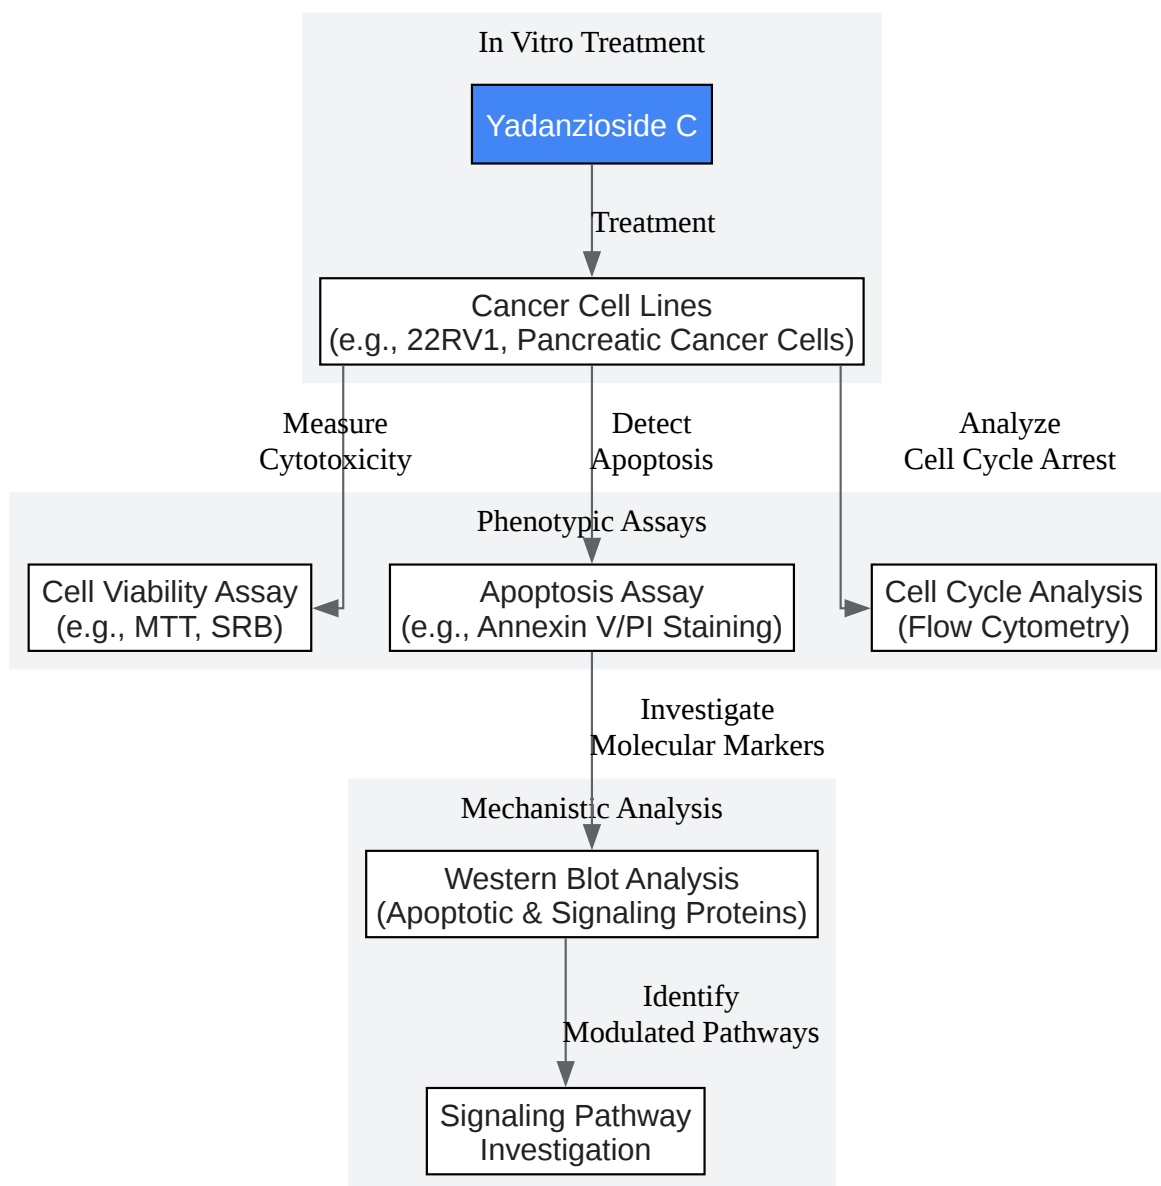 In Vitro Treatment
Yadanzioside C
Treatment
Cancer Cell Lines
(e.g., 22RV1, Pancreatic Cancer Cells)
Measure
Cytotoxicity
Detect
Apoptosis
Analyze
Cell Cycle Arrest
Phenotypic Assays
Cell Viability Assay
(e.g., MTT, SRB)
Apoptosis Assay
(e.g., Annexin V/PI Staining)
Cell Cycle Analysis
(Flow Cytometry)
Investigate
Molecular Markers
Mechanistic Analysis
Western Blot Analysis
(Apoptotic & Signaling Proteins)
Identify
Modulated Pathways
Signaling Pathway
Investigation